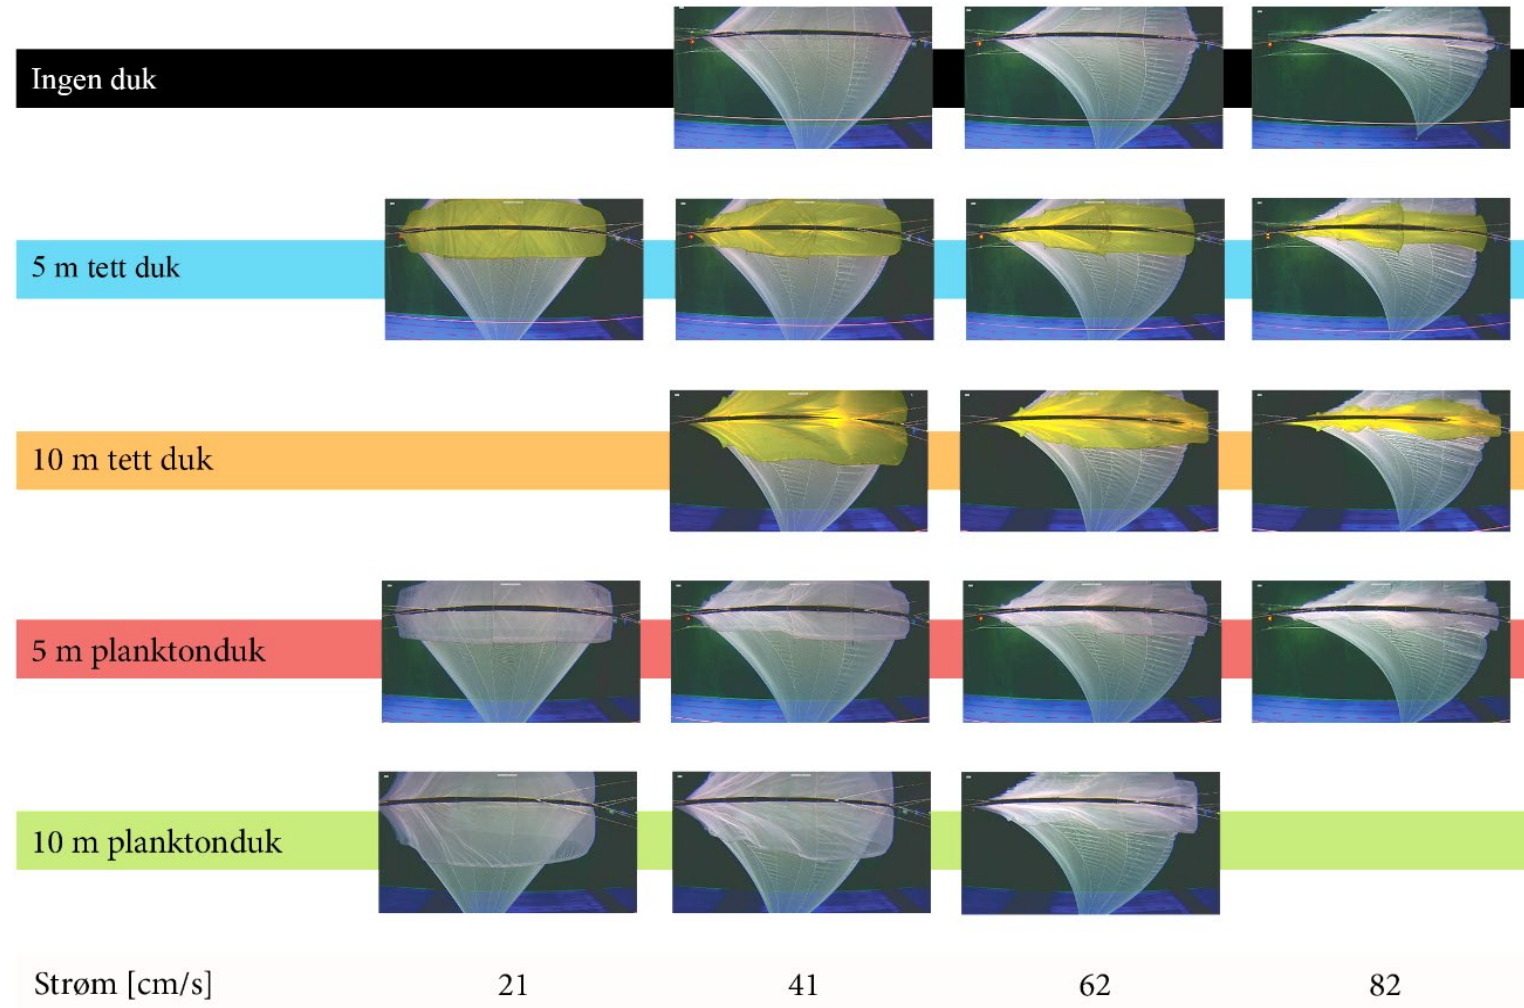 Ingen duk
5 m tett duk
10 m tett duk
5 m planktonduk
10 m planktonduk
Strøm [cm/s] 21 41 62 82